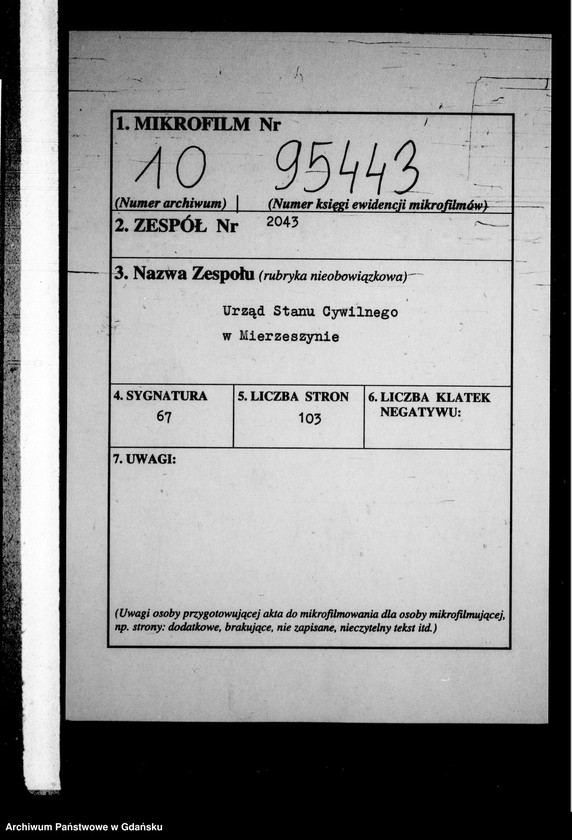 1. MIKROFILM Nr
10 95443
(Numer archiwum) (Numer księgi ewidencji mikrofilmów)
2. ZESPÓŁ Nr 2043
3. Nazwa Zespołu (rubryka nieobowiązkowa)
Urząd Stanu Cywilnego
w Mierzeszynie
4. SYGNATURA
67
5. LICZBA STRON
103
6. LICZBA KLATEK
NEGATYWU:
7. UWAGI:
(Uwagi osoby przygotowującej akta do mikrofilmowania dla osoby mikrofilmującej,
np. strony: dodatkowe, brakujące, nie zapisane, nieczytelny tekst itd.)
Archiwum Państwowe w Gdańsku